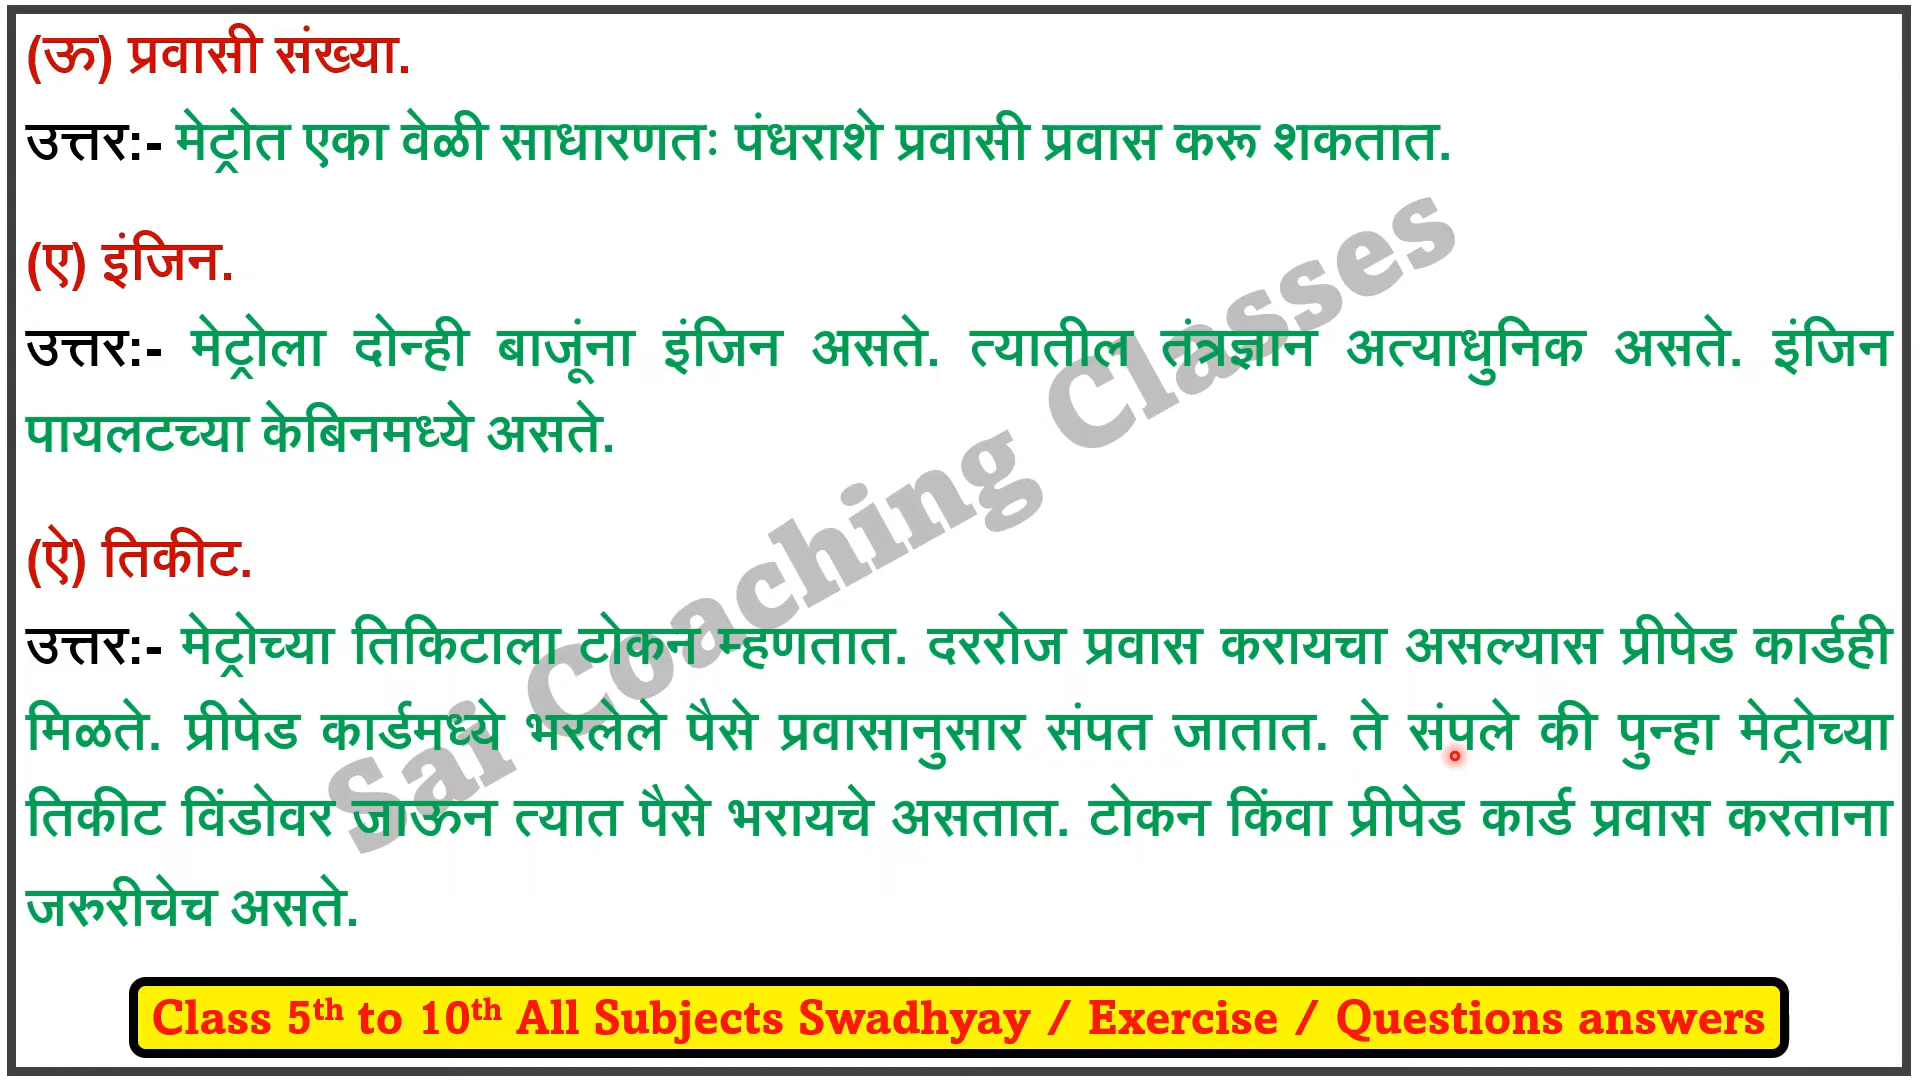 (ऊ) प्रवासी संख्या.
उत्तर:- मेट्रोत एका वेळी साधारणतः पंधराशे प्रवासी प्रवास करू शकतात.
(ए) इंजिन.
उत्तर:- मेट्रोला दोन्ही बाजूंना इंजिन असते. त्यातील तंत्रज्ञान अत्याधुनिक असते. इंजिन
पायलटच्या केबिनमध्ये असते.
(ऐ) तिकीट.
उत्तर:- मेट्रोच्या तिकिटाला टोकन म्हणतात. दररोज प्रवास करायचा असल्यास प्रीपेड कार्डही
मिळते. प्रीपेड कार्डमध्ये भरलेले पैसे प्रवासानुसार संपत जातात. ते संपले की पुन्हा मेट्रोच्या
तिकीट विंडोवर जाऊन त्यात पैसे भरायचे असतात. टोकन किंवा प्रीपेड कार्ड प्रवास करताना
जरुरीचेच असते.
Sai Coaching Classes
Class 5th to 10th All Subjects Swadhyay / Exercise / Questions answers